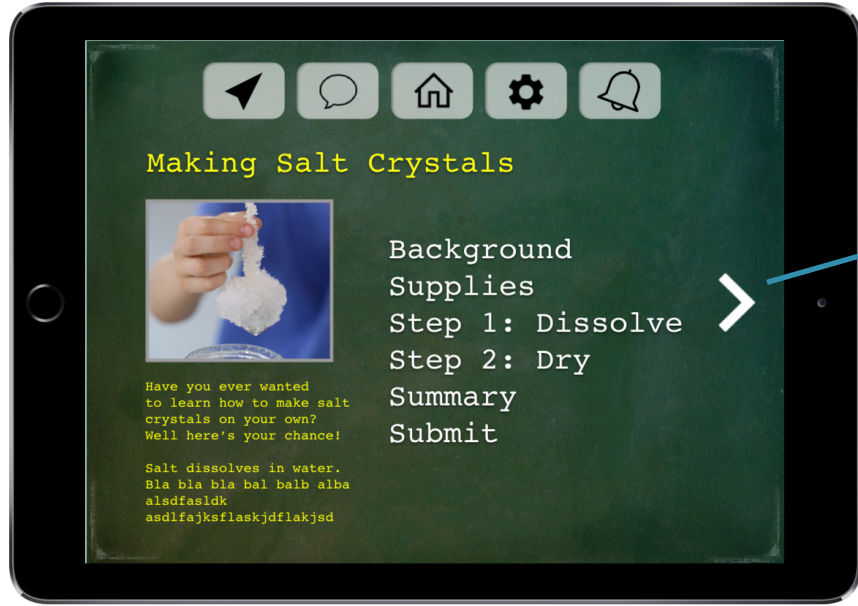 Making Salt Crystals
Have you ever wanted
to learn how to make salt
crystals on your own?
Well here's your chance!
Salt dissolves in water.
Bla bla bla bal balb alba
alsdfasldk
asdlfajksflaskjdflakjsd
Background
Supplies
Step 1: Dissolve
Step 2: Dry
Summary
Submit